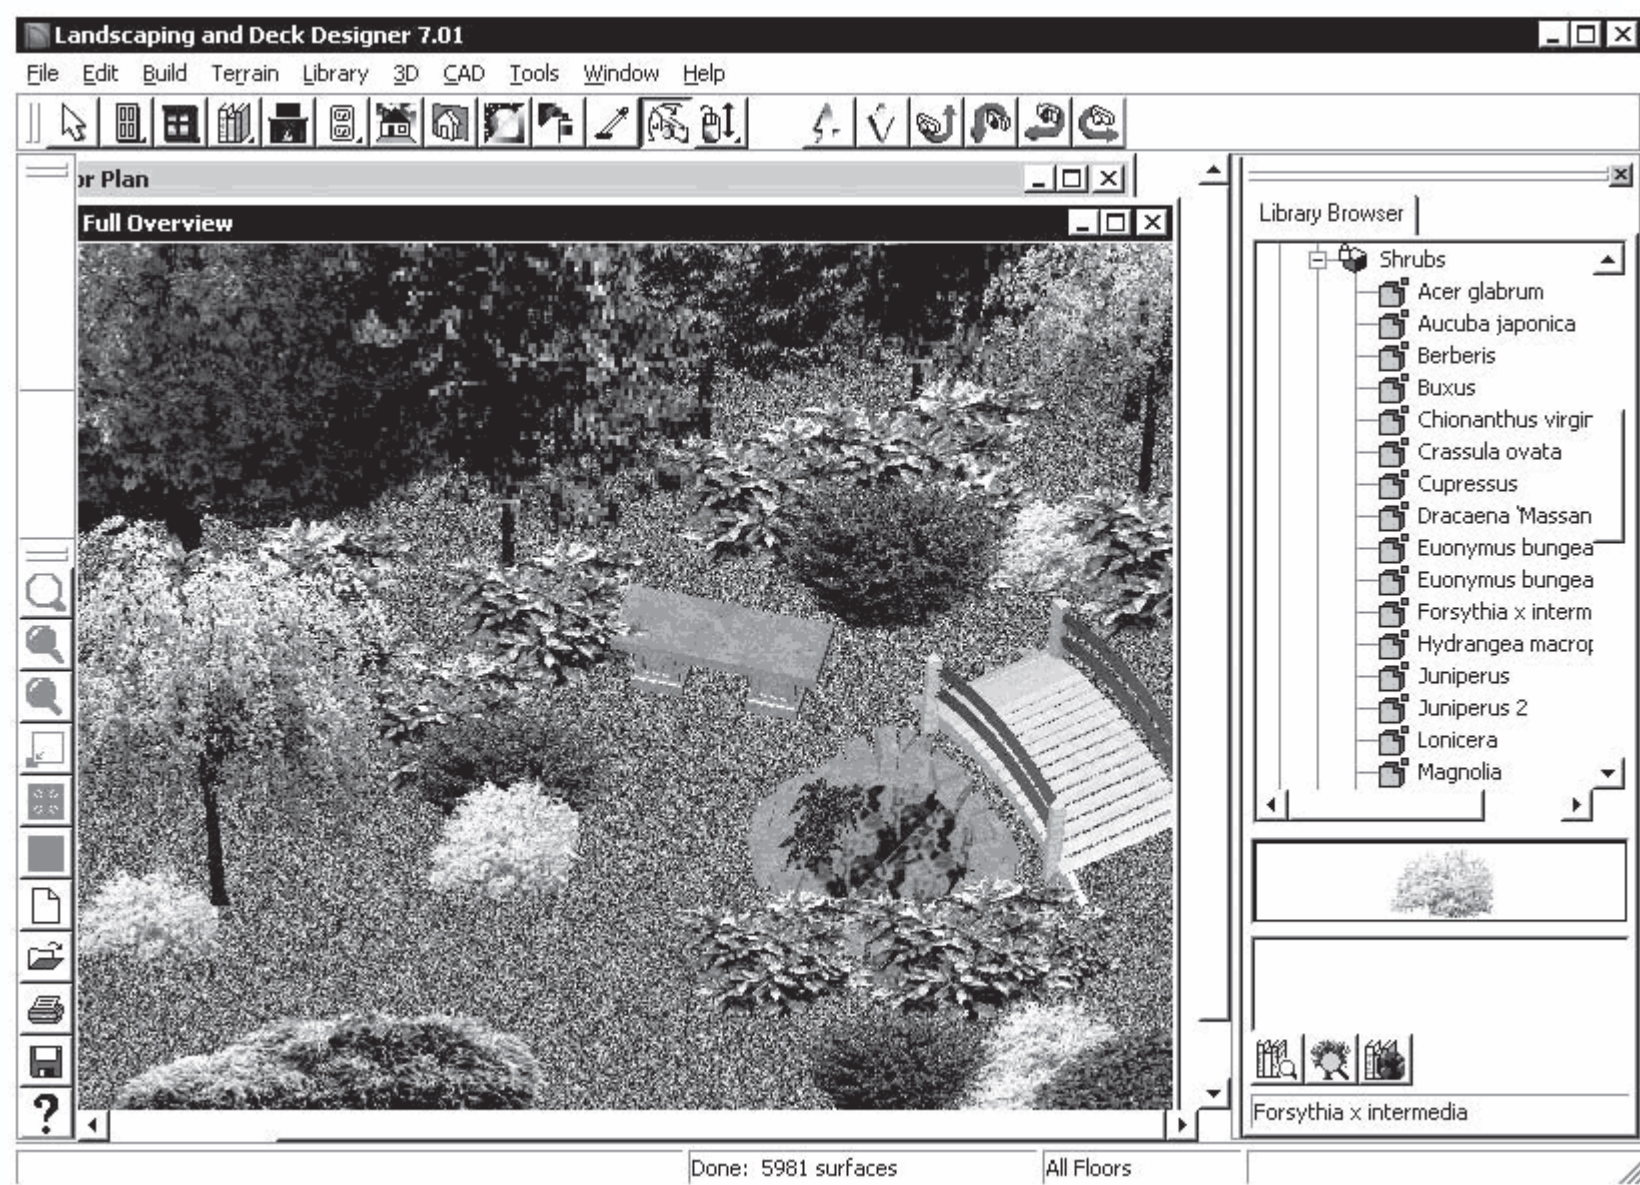 Landscaping and Deck Designer 7.01
File Edit Build Terrain Library 3D CAD Tools Window Help
or Plan
Full Overview
Library Browser
Shrubs
Acer glabrum
Aucuba japonica
Berberis
Buxus
Chionanthus virgir
Crassula ovata
Cupressus
Dracaena 'Massan
Euonymus bungea
Euonymus bungea
Forsythia x interm
Hydrangea macrop
Juniperus
Juniperus 2
Lonicera
Magnolia
?
Forsythia x intermedia
Done: 5981 surfaces
All Floors